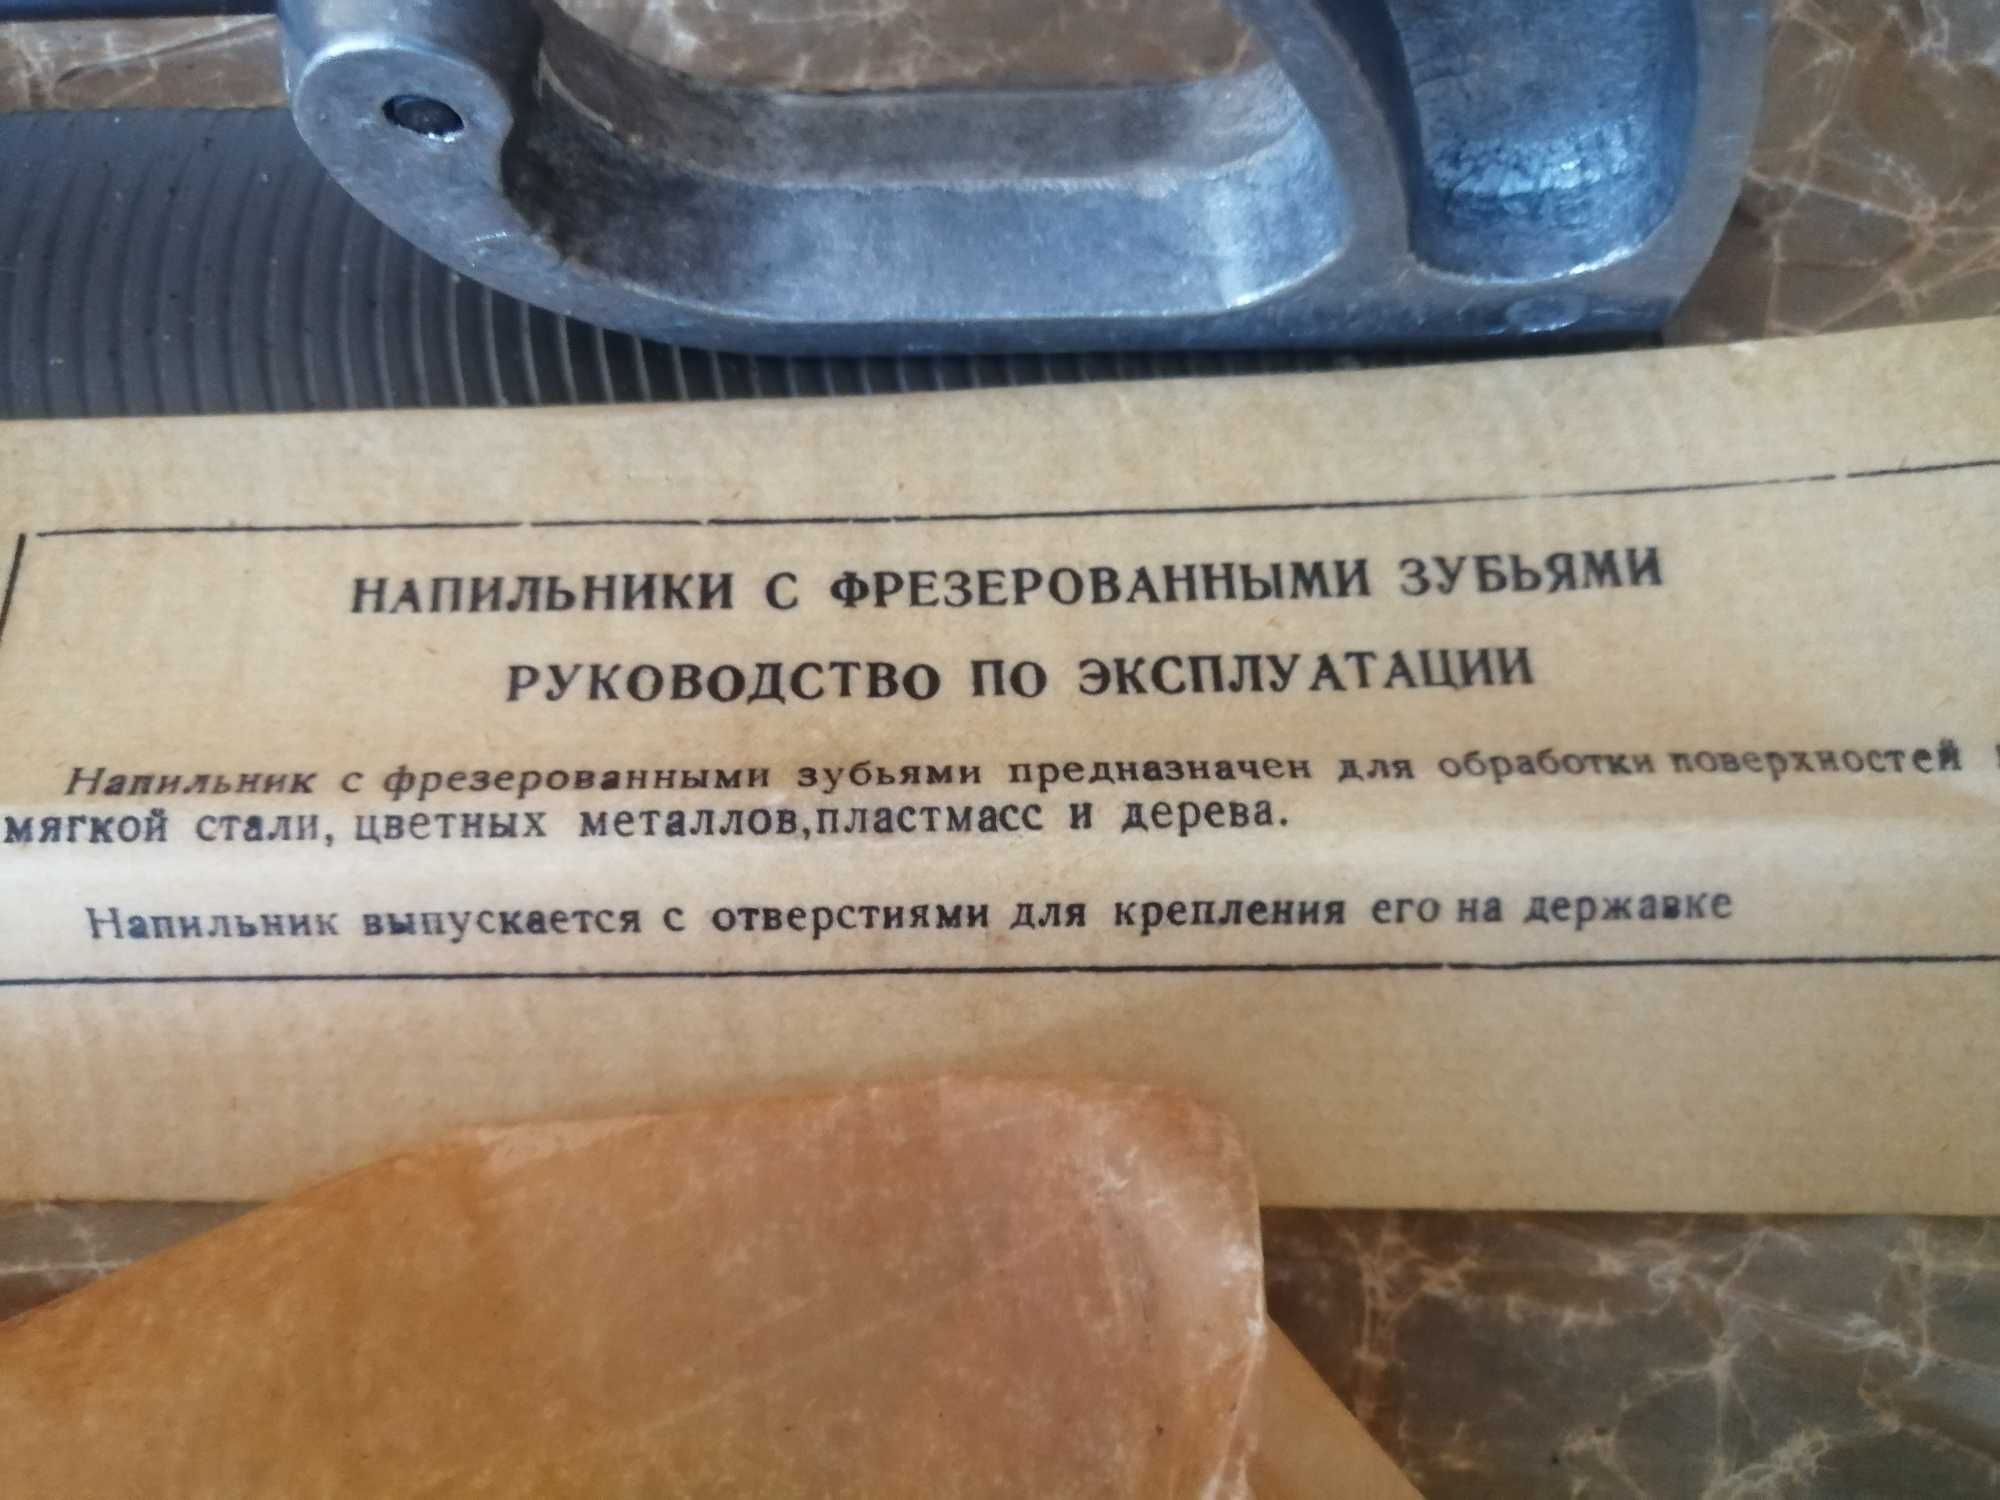 НАПИЛЬНИКИ С ФРЕЗЕРОВАННЫМИ ЗУБЬЯМИ
РУКОВОДСТВО ПО ЭКСПЛУАТАЦИИ
Напильник с фрезерованными зубьями предназначен для обработки поверхностей
мягкой стали, цветных металлов,пластмасс и дерева.
Напильник выпускается с отверстиями для крепления его на державке